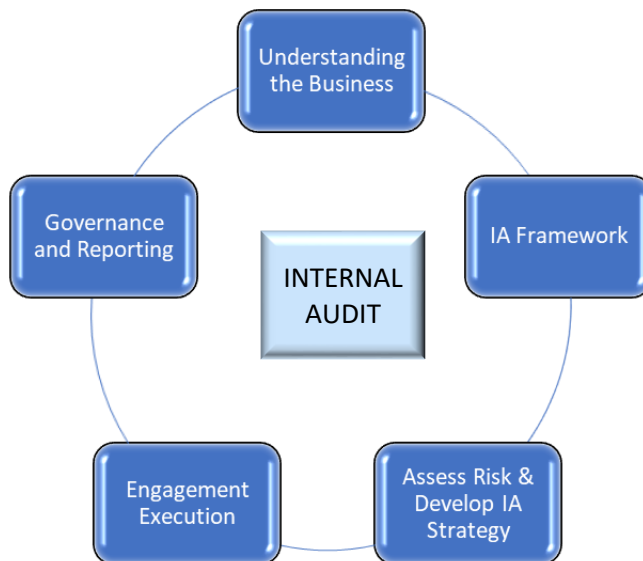 Understanding
the Business
Governance
and Reporting
IA Framework
INTERNAL
AUDIT
Engagement
Execution
Assess Risk &
Develop IA
Strategy